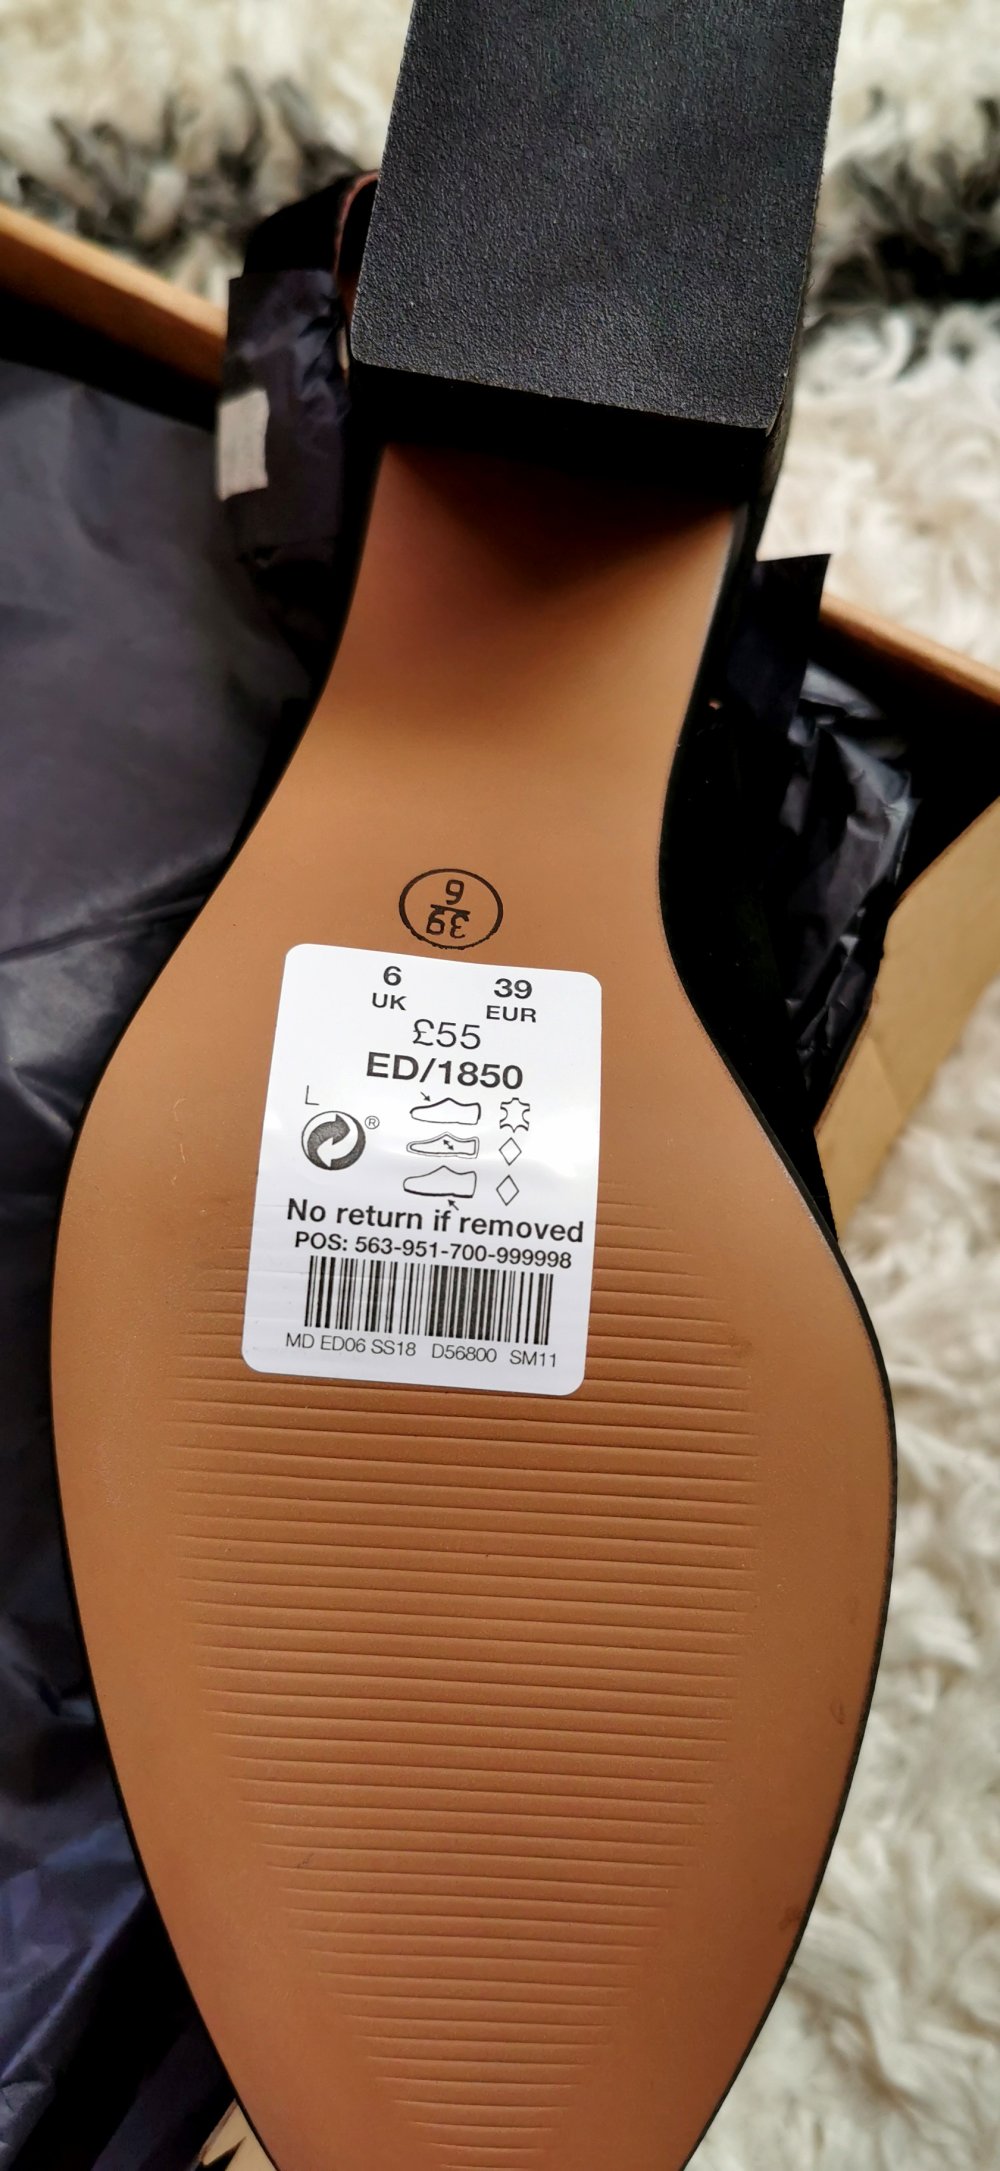 6
39
6 39
UK EUR
£55
ED/1850
L
®
No return if removed
POS: 563-951-700-999998
MD ED06 SS18 D56800 SM11